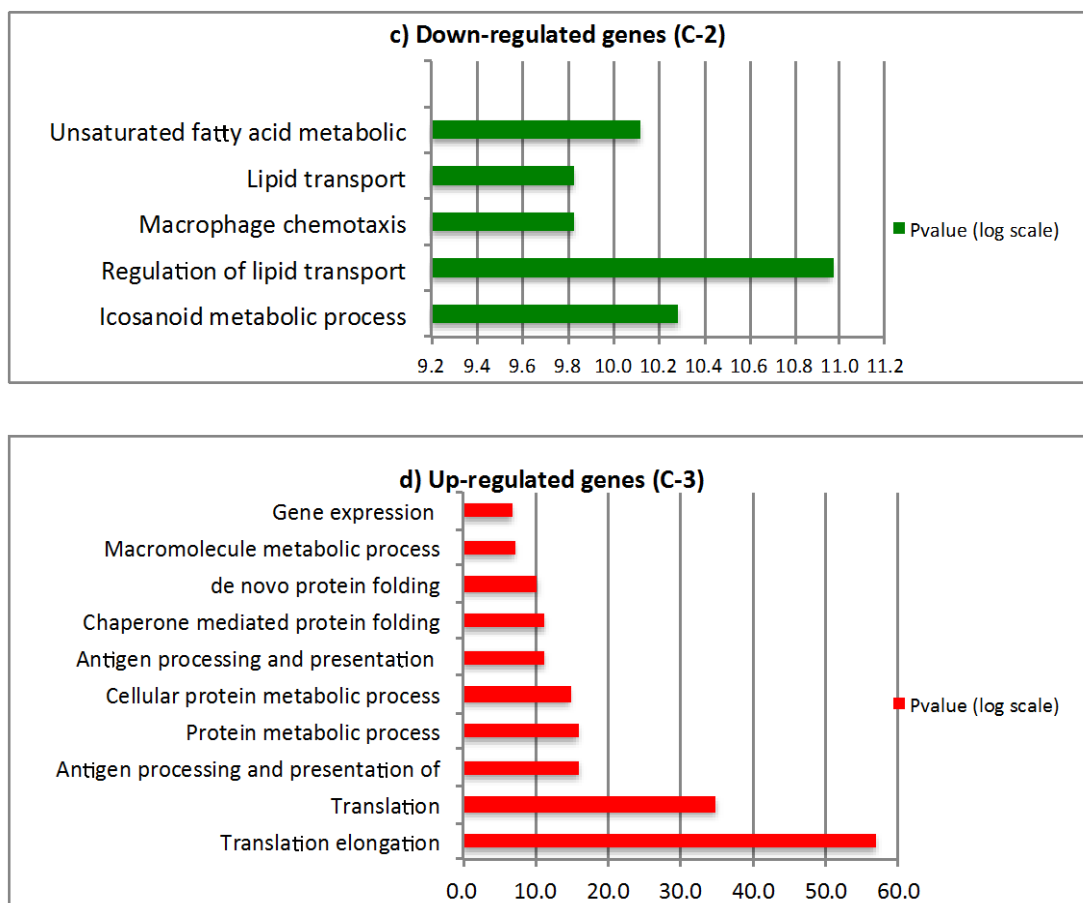 c) Down-regulated genes (C-2)
Unsaturated fatty acid metabolic
Lipid transport
Macrophage chemotaxis
Regulation of lipid transport
Icosanoid metabolic process
Pvalue (log scale)
9.2 9.4 9.6 9.8 10.0 10.2 10.4 10.6 10.8 11.0 11.2
d) Up-regulated genes (C-3)
Gene expression
Macromolecule metabolic process
de novo protein folding
Chaperone mediated protein folding
Antigen processing and presentation
Cellular protein metabolic process
Protein metabolic process
Antigen processing and presentation of
Translation
Translation elongation
Pvalue (log scale)
0.0 10.0 20.0 30.0 40.0 50.0 60.0